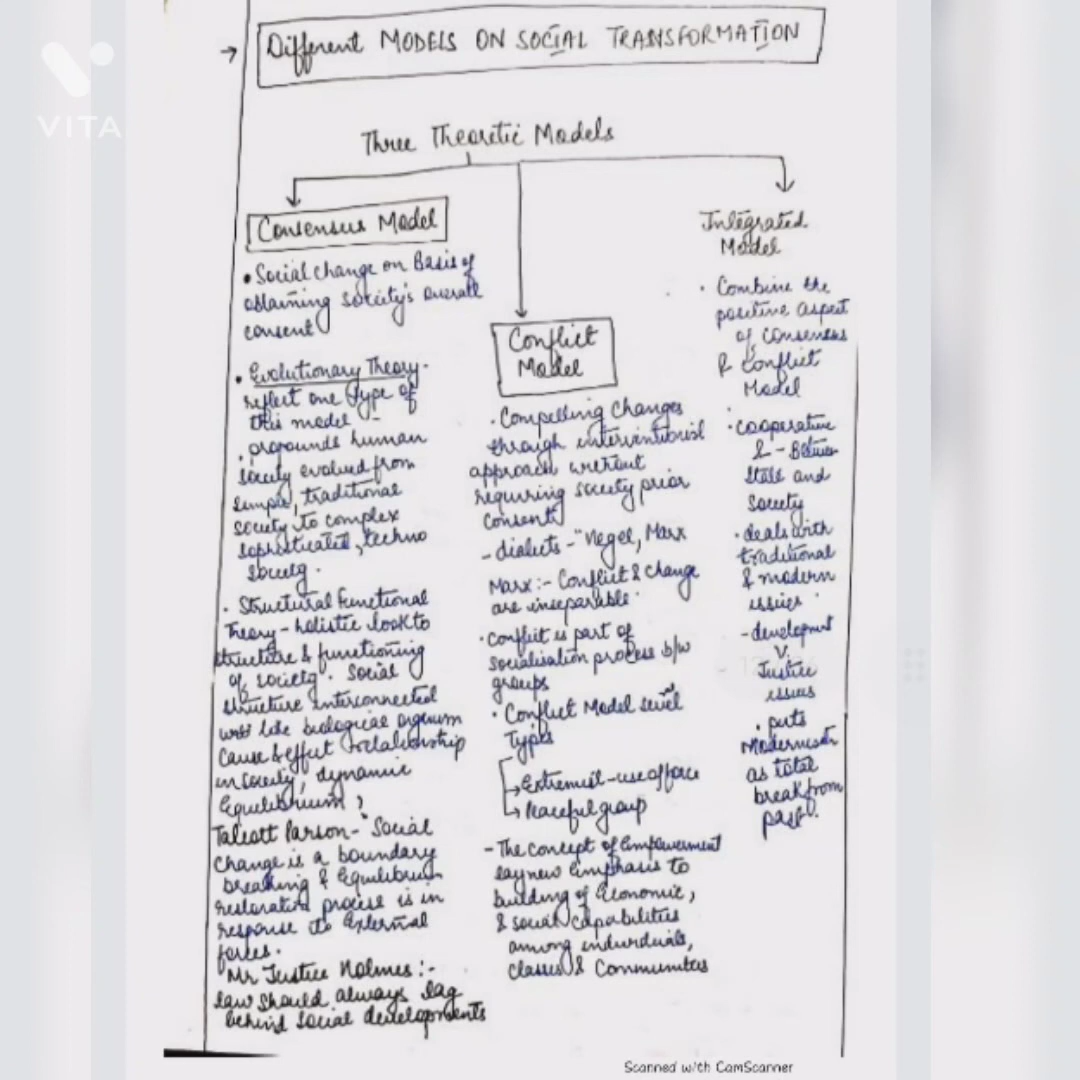 VITA
→ Different MODELS ON SOCIAL TRANSFORMATION
Three Theoretic Models
Consensus Model
• Social change on Basis of
obtaining society's overall
consent
• Evolutionary Theory-
reflect one type of
this model -
• propounds human
society evolved from
simple, traditional
society to complex
sophisticated, techno
society.
• Structural functional
Theory - holistic look to
structure & functioning
of society. Social
structure interconnected
with like biological
cause & effect relationship
in society, dynamic
Equilibrium,
Talcott Parson- "Social
Change is a boundary
breaking & Equilibrium
restoration process is in
response to External
forces.
Mr Justice Holmes :-
law should always lag
behind social developments
Conflict
Model
• Compelling Changes
through interventionist
approach without
requiring society prior
consent
- dialects - "Hegel, Marx
Marx :- Conflict & change
are inseparable
• Conflict is part of
socialisation process b/w
groups
• Conflict Model
Types
→ Extremist - use of force
→ Peaceful group
- The concept of Empowerment
lay new Emphasis to
building of Economic,
& social capabilities
among individuals,
classes & Communities
Integrated
Model
• Combine the
positive aspect
of consensus
& Conflict
Model
• cooperative
& - Between
State and
Society
• deals with
traditional
& modern
issues
- development
V.
Justice
issues
• puts
as total
break from
past.
Scanned with CamScanner